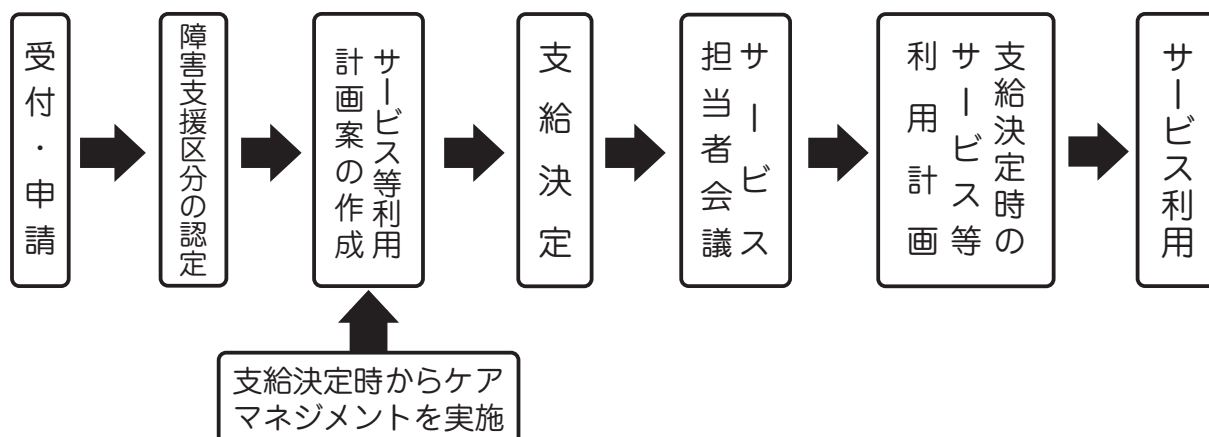 受付・申請
障害支援区分の認定
サービス等利用
計画案の作成
支給決定
サービス
担当者会議
支給決定時の
サービス等
利用計画
サービス利用
支給決定時からケア
マネジメントを実施